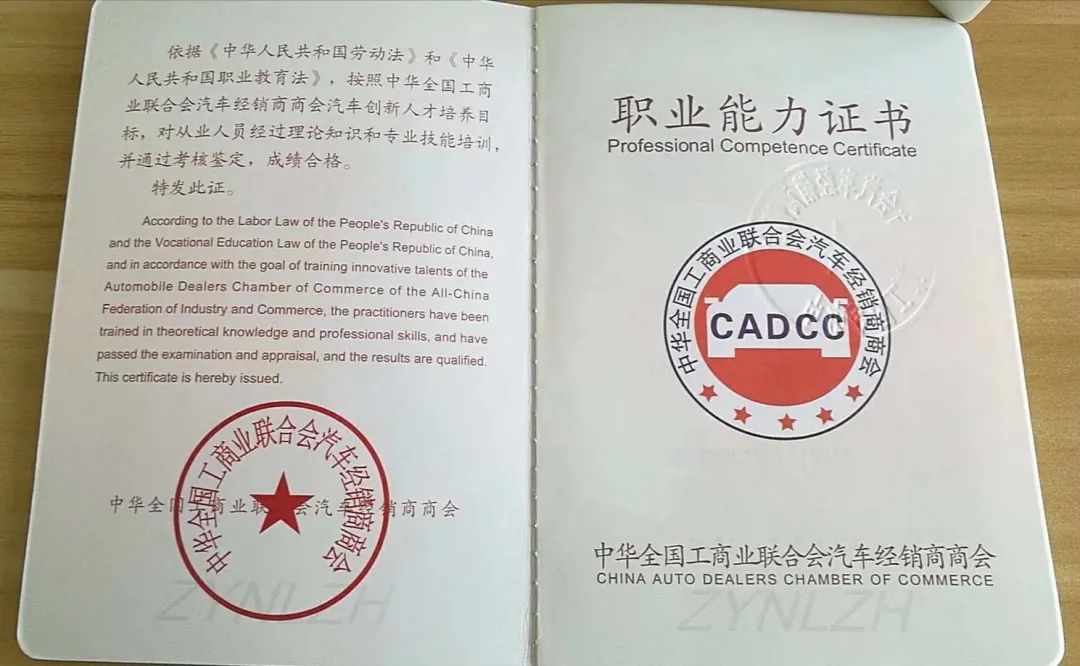 依据《中华人民共和国劳动法》和《中华
人民共和国职业教育法》，按照中华全国工商
业联合会汽车经销商商会汽车创新人才培养目
标，对从业人员经过理论知识和专业技能培训，
并通过考核鉴定，成绩合格。
特发此证。
According to the Labor Law of the People's Republic of China
and the Vocational Education Law of the People's Republic of China,
and in accordance with the goal of training innovative talents of the
Automobile Dealers Chamber of Commerce of the All-China
Federation of Industry and Commerce, the practitioners have been
trained in theoretical knowledge and professional skills, and have
passed the examination and appraisal, and the results are qualified.
This certificate is hereby issued.
中华全国工商业联合会汽车经销商商会
中华全国工商业联合会汽车经销商商会
ZYNLZH
职业能力证书
Professional Competence Certificate
中华全国工商业联合会汽车经销商商会
CADCC
中华全国工商业联合会汽车经销商商会
CHINA AUTO DEALERS CHAMBER OF COMMERCE
ZYNLZH